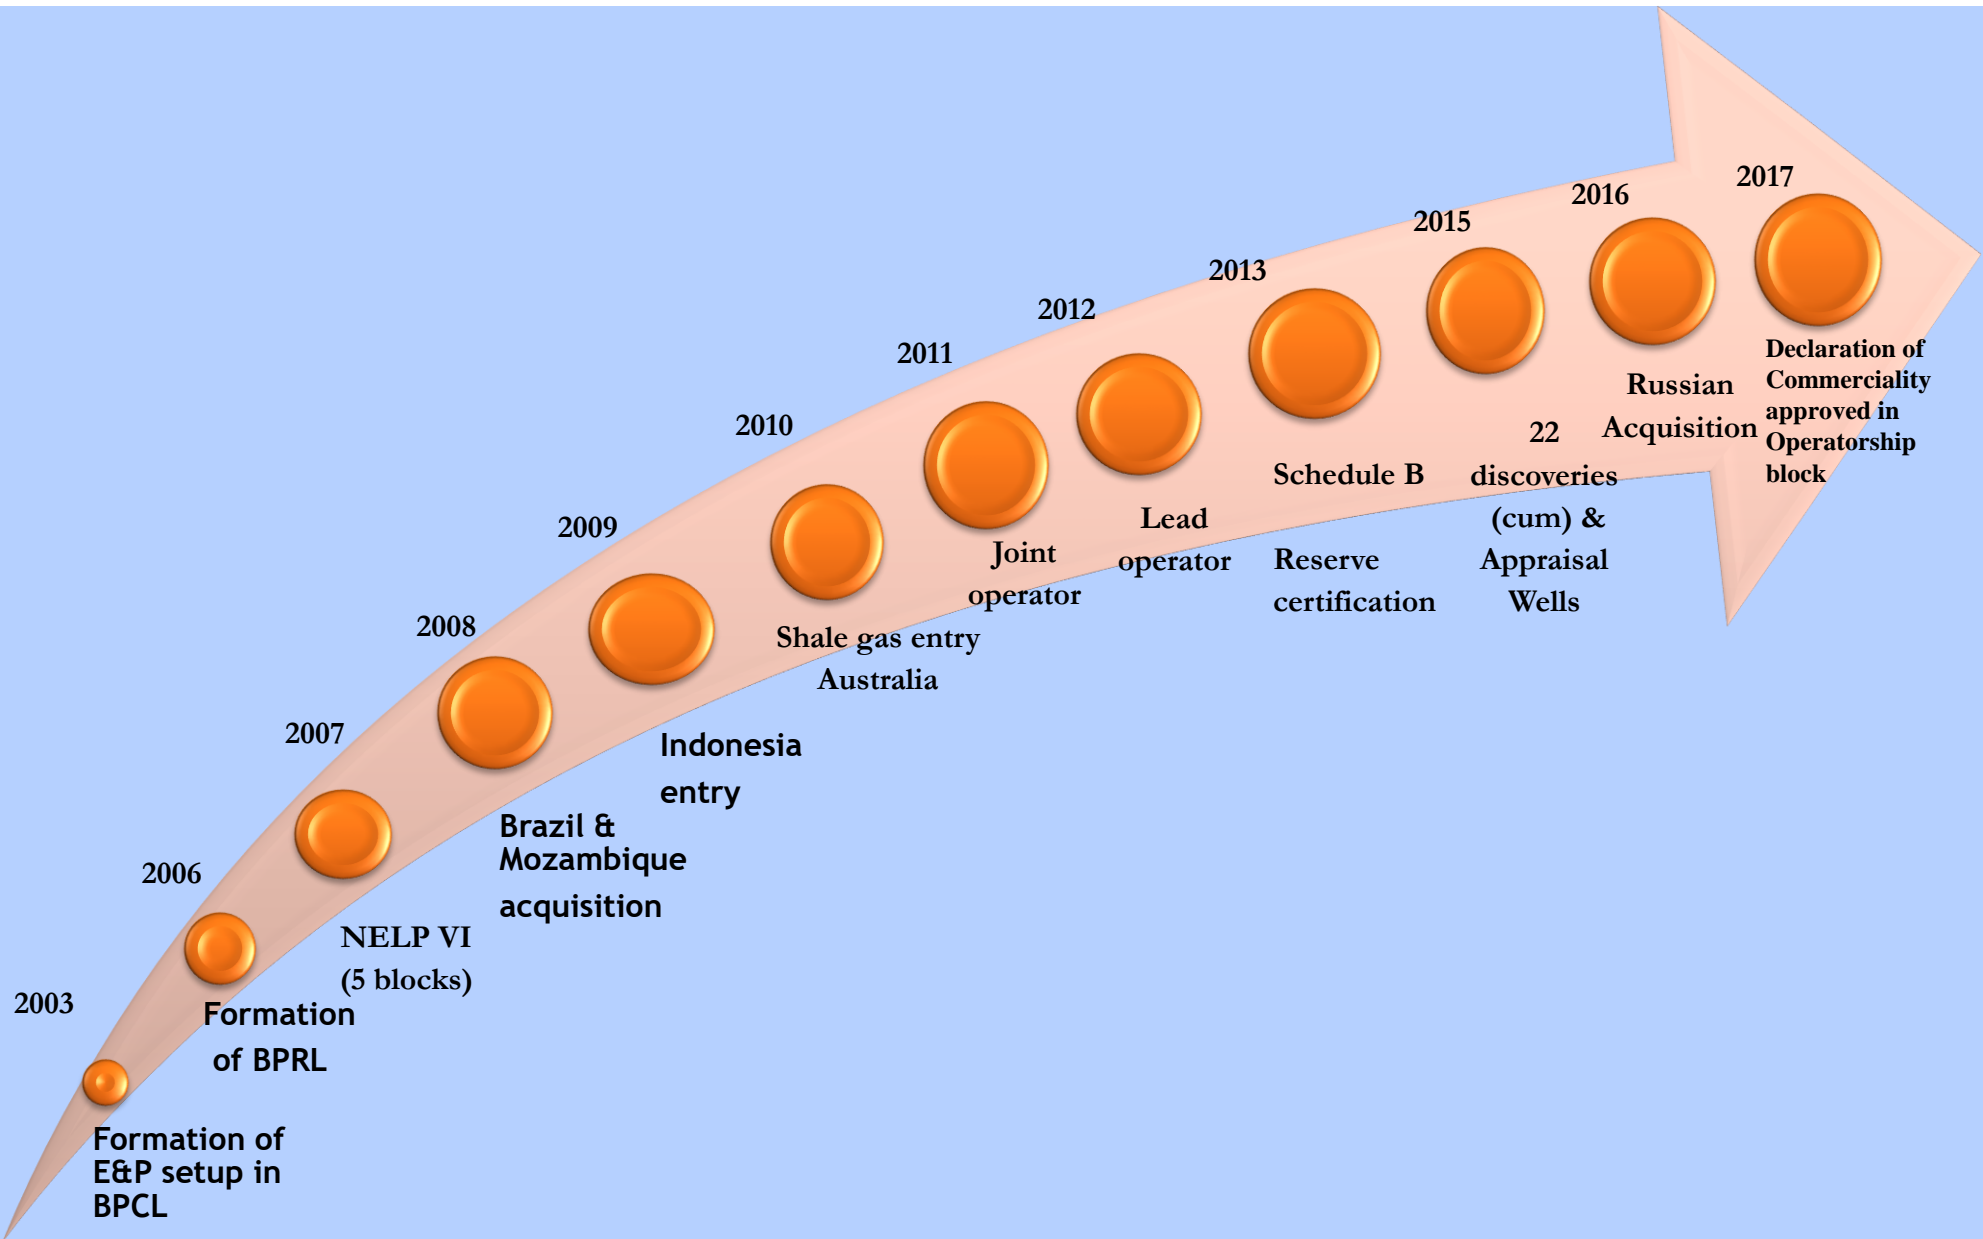 2003
Formation of
E&P setup in
BPCL
2006
Formation
of BPRL
2007
NELP VI
(5 blocks)
2008
Brazil &
Mozambique
acquisition
2009
Indonesia
entry
2010
Shale gas entry
Australia
2011
Joint
operator
2012
Lead
operator
2013
Schedule B
Reserve
certification
2015
22
discoveries
(cum) &
Appraisal
Wells
2016
Russian
Acquisition
2017
Declaration of
Commerciality
approved in
Operatorship
block